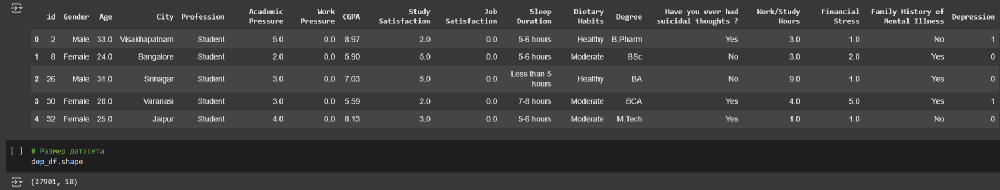 id Gender Age City Profession Academic Pressure Work Pressure CGPA Study Satisfaction Job Satisfaction Sleep Duration Dietary Habits Degree Have you ever had suicidal thoughts ? Work/Study Hours Financial Stress Family History of Mental Illness Depression
0 2 Male 33.0 Visakhapatnam Student 5.0 0.0 8.97 2.0 0.0 5-6 hours Healthy B.Pharm Yes 3.0 1.0 No 1
1 8 Female 24.0 Bangalore Student 2.0 0.0 5.90 5.0 0.0 5-6 hours Moderate BSc No 3.0 2.0 Yes 0
2 26 Male 31.0 Srinagar Student 3.0 0.0 7.03 5.0 0.0 Less than 5 hours Healthy BA No 9.0 1.0 Yes 0
3 30 Female 28.0 Varanasi Student 3.0 0.0 5.59 2.0 0.0 7-8 hours Moderate BCA Yes 4.0 5.0 Yes 1
4 32 Female 25.0 Jaipur Student 4.0 0.0 8.13 3.0 0.0 5-6 hours Moderate M.Tech Yes 1.0 1.0 No 0
[ ] # Размер датасета
dep_df.shape
(27901, 18)